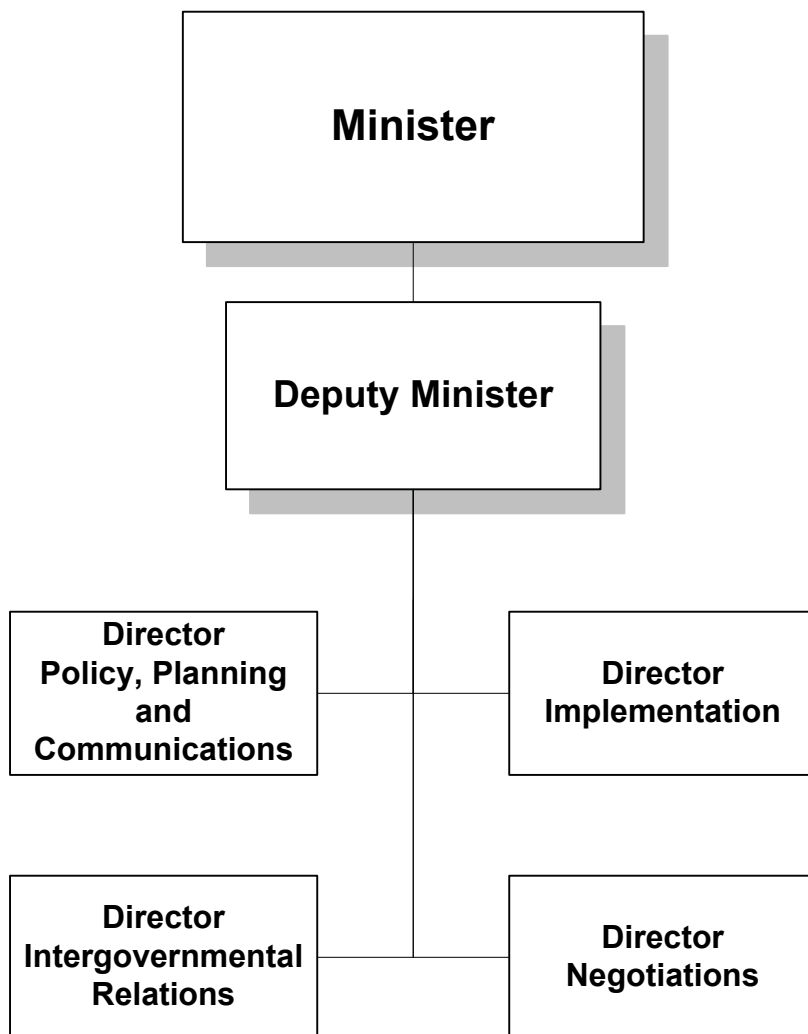 Minister
Deputy Minister
Director
Policy, Planning
and
Communications
Director
Implementation
Director
Intergovernmental
Relations
Director
Negotiations